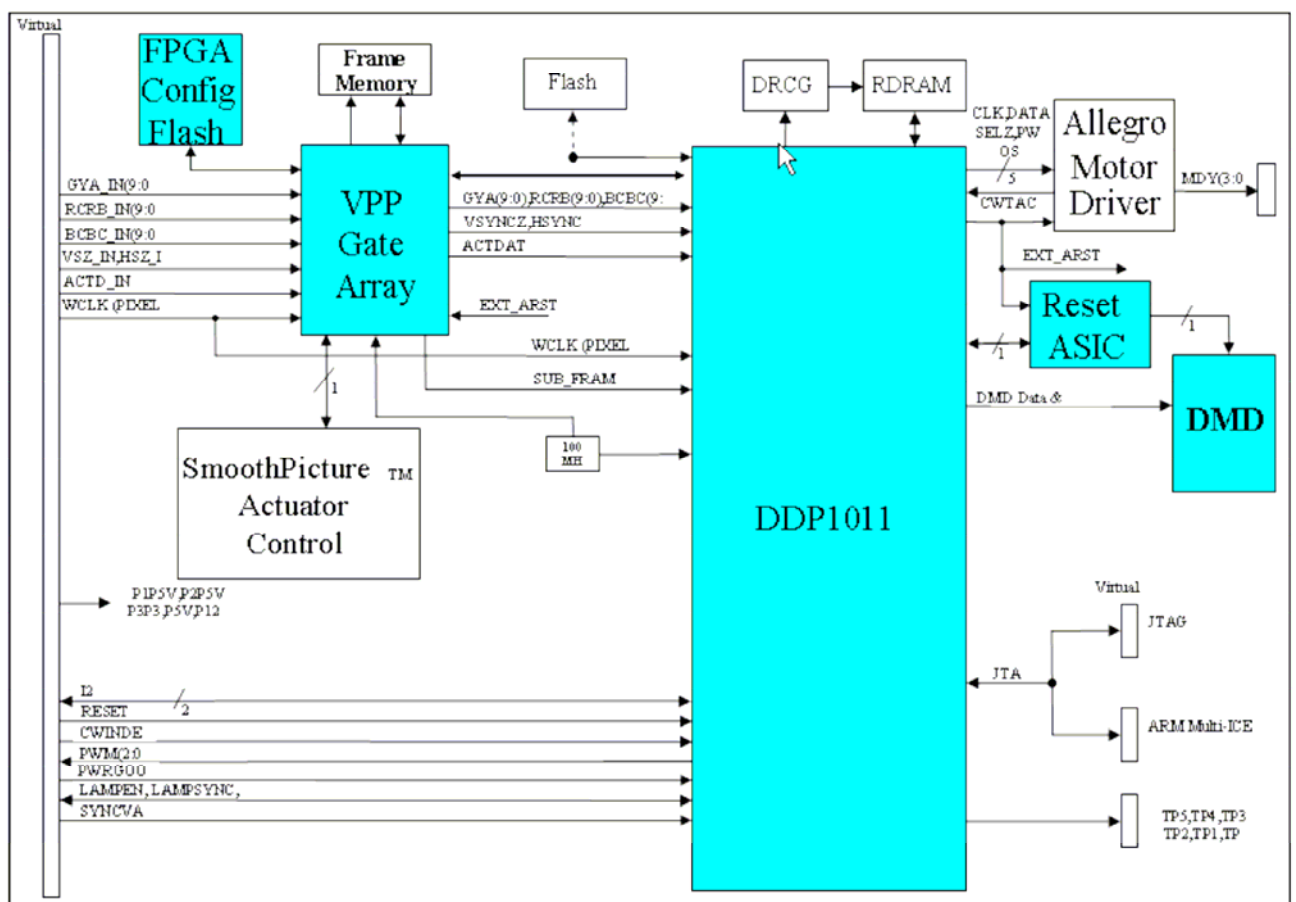 Virtual
FPGA
Config
Flash
Frame
Memory
Flash
DRCG
RDRAM
CLK,DATA
SELZ,PW
OS
5
Allegro
Motor
Driver
MDY(3:0
CWTAC
EXT_ARST
GYA_IN(9:0
RCRB_IN(9:0
BCBC_IN(9:0
VSZ_IN,HSZ_I
ACTD_IN
WCLK (PIXEL
VPP
Gate
Array
GYA(9:0),RCRB(9:0),BCBC(9:
VSYNCZ,HSYNC
ACTDAT
EXT_ARST
WCLK (PIXEL
SUB_FRAM
1
100
MH
SmoothPicture TM
Actuator
Control
DDP1011
Reset
ASIC
1
1
DMD Data &
DMD
P1P5V,P2P5V
P3P3,P5V,P12
I2
2
RESET
CWINDE
PWM(2:0
PWRGOO
LAMPEN, LAMPSYNC,
SYNCVA
Virtual
JTAG
JTA
ARM Multi-ICE
TP5,TP4,TP3
TP2,TP1,TP